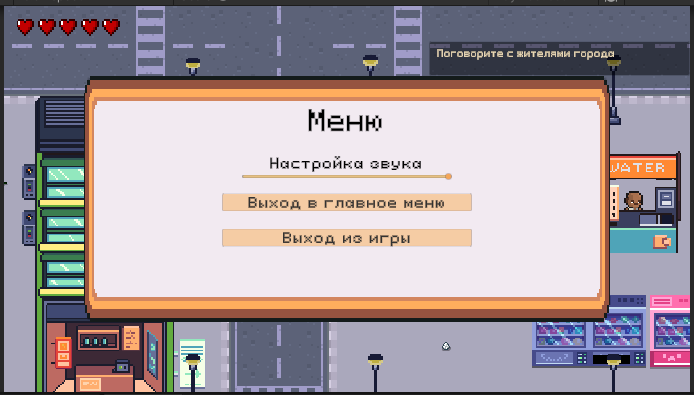 Поговорите с жителями города
Меню
Настройка звука
WATER
Выход в главное меню
Выход из игры